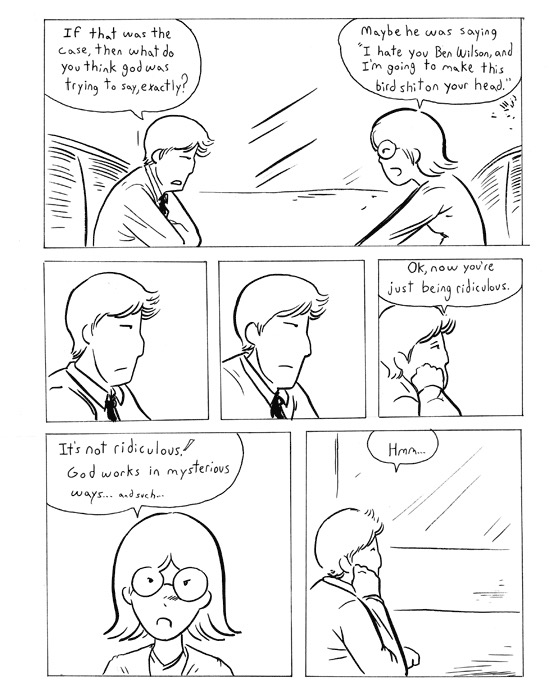 If that was the
case, then what do
you think god was
trying to say, exactly?
Maybe he was saying
"I hate you Ben Wilson, and
I'm going to make this
bird shit on your head."
Ok, now you're
just being ridiculous.
It's not ridiculous!
God works in mysterious
ways... and such...
Hmm...